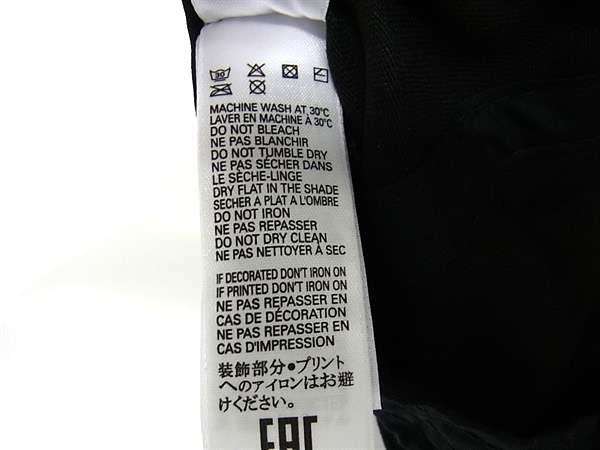 30
MACHINE WASH AT 30°C
LAVER EN MACHINE À 30°C
DO NOT BLEACH
NE PAS BLANCHIR
DO NOT TUMBLE DRY
NE PAS SÉCHER DANS
LE SÈCHE-LINGE
DRY FLAT IN THE SHADE
SECHER A PLAT A L'OMBRE
DO NOT IRON
NE PAS REPASSER
DO NOT DRY CLEAN
NE PAS NETTOYER À SEC
IF DECORATED DON'T IRON ON
IF PRINTED DON'T IRON ON
NE PAS REPASSER EN
CAS DE DÉCORATION
NE PAS REPASSER EN
CAS D'IMPRESSION
装飾部分●プリント
へのアイロンはお避
けください。
EAC